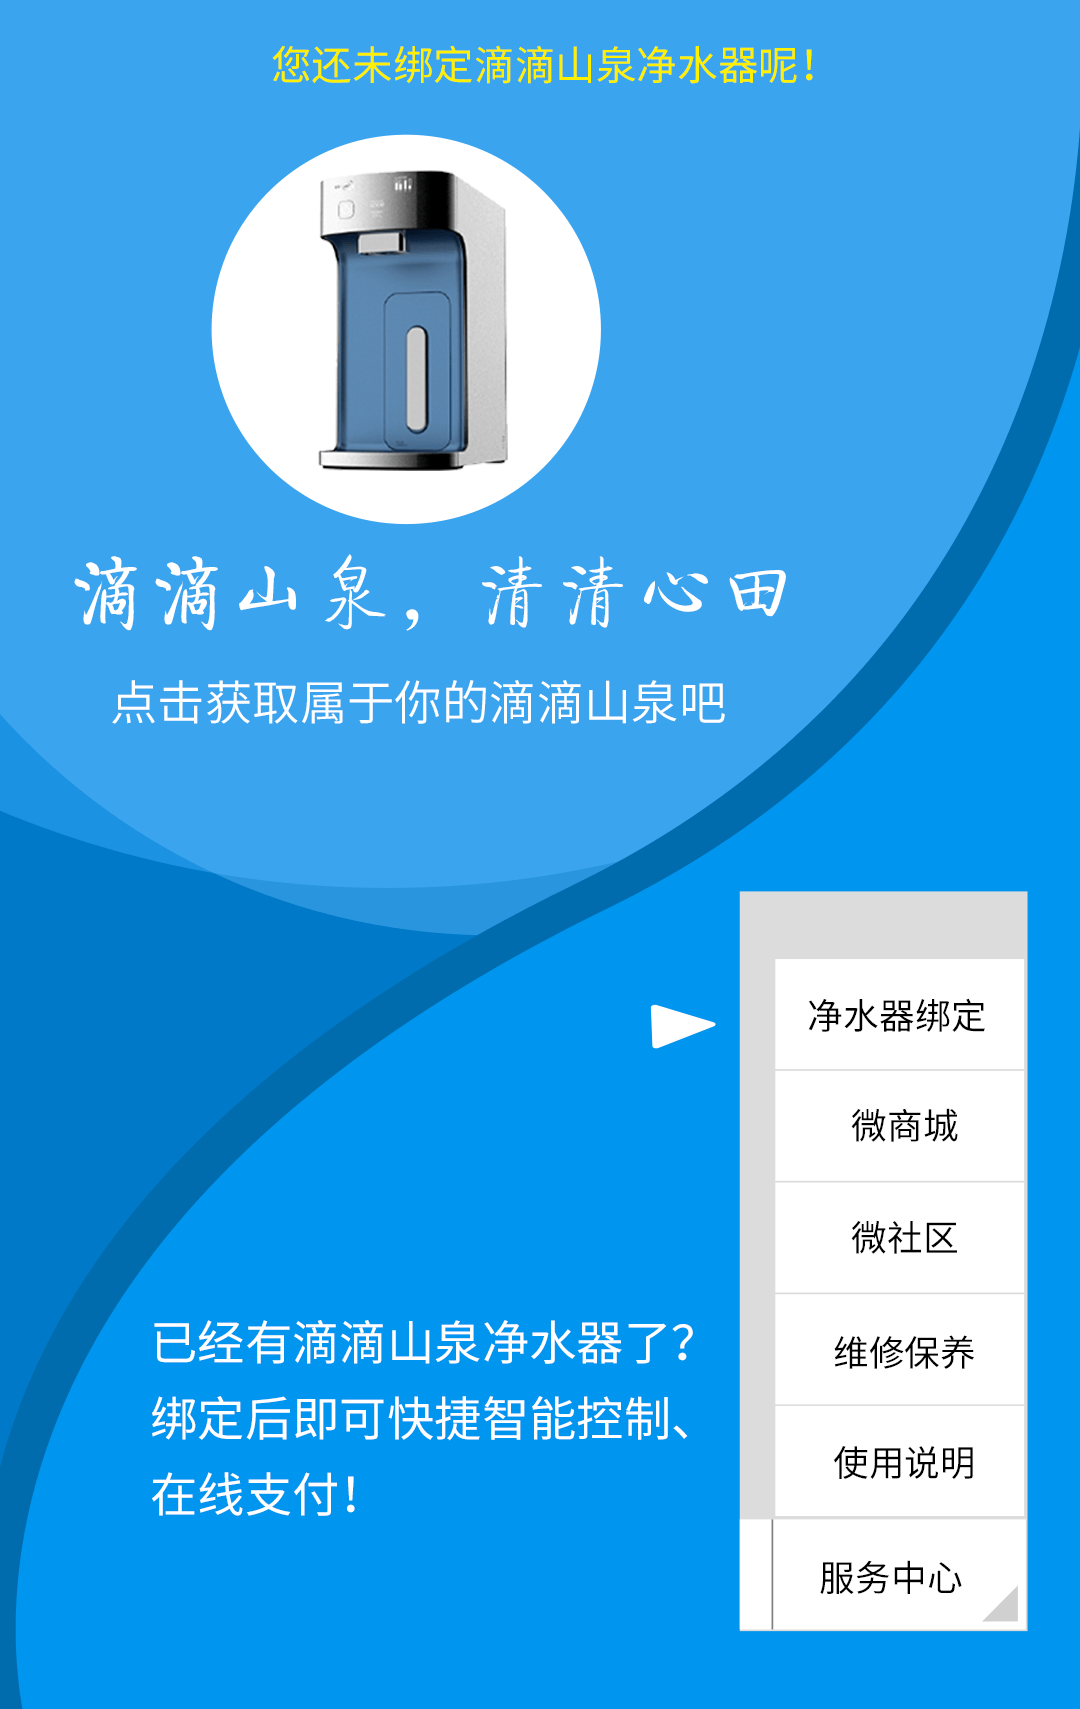 您还未绑定滴滴山泉净水器呢！
滴滴山泉，清清心田
点击获取属于你的滴滴山泉吧
净水器绑定
微商城
微社区
维修保养
使用说明
服务中心
已经有滴滴山泉净水器了？
绑定后即可快捷智能控制、
在线支付！